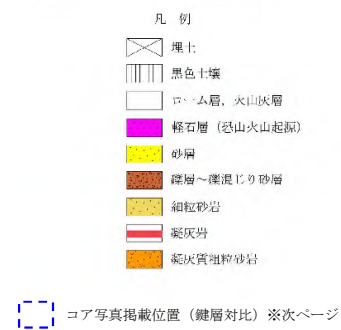 凡 例
埋土
黒色土壌
ローム層，火山灰層
軽石層（恐山火山起源）
砂層
礫層～礫混じり砂層
細粒砂岩
凝灰岩
凝灰質粗粒砂岩
コア写真掲載位置（鍵層対比）※次ページ